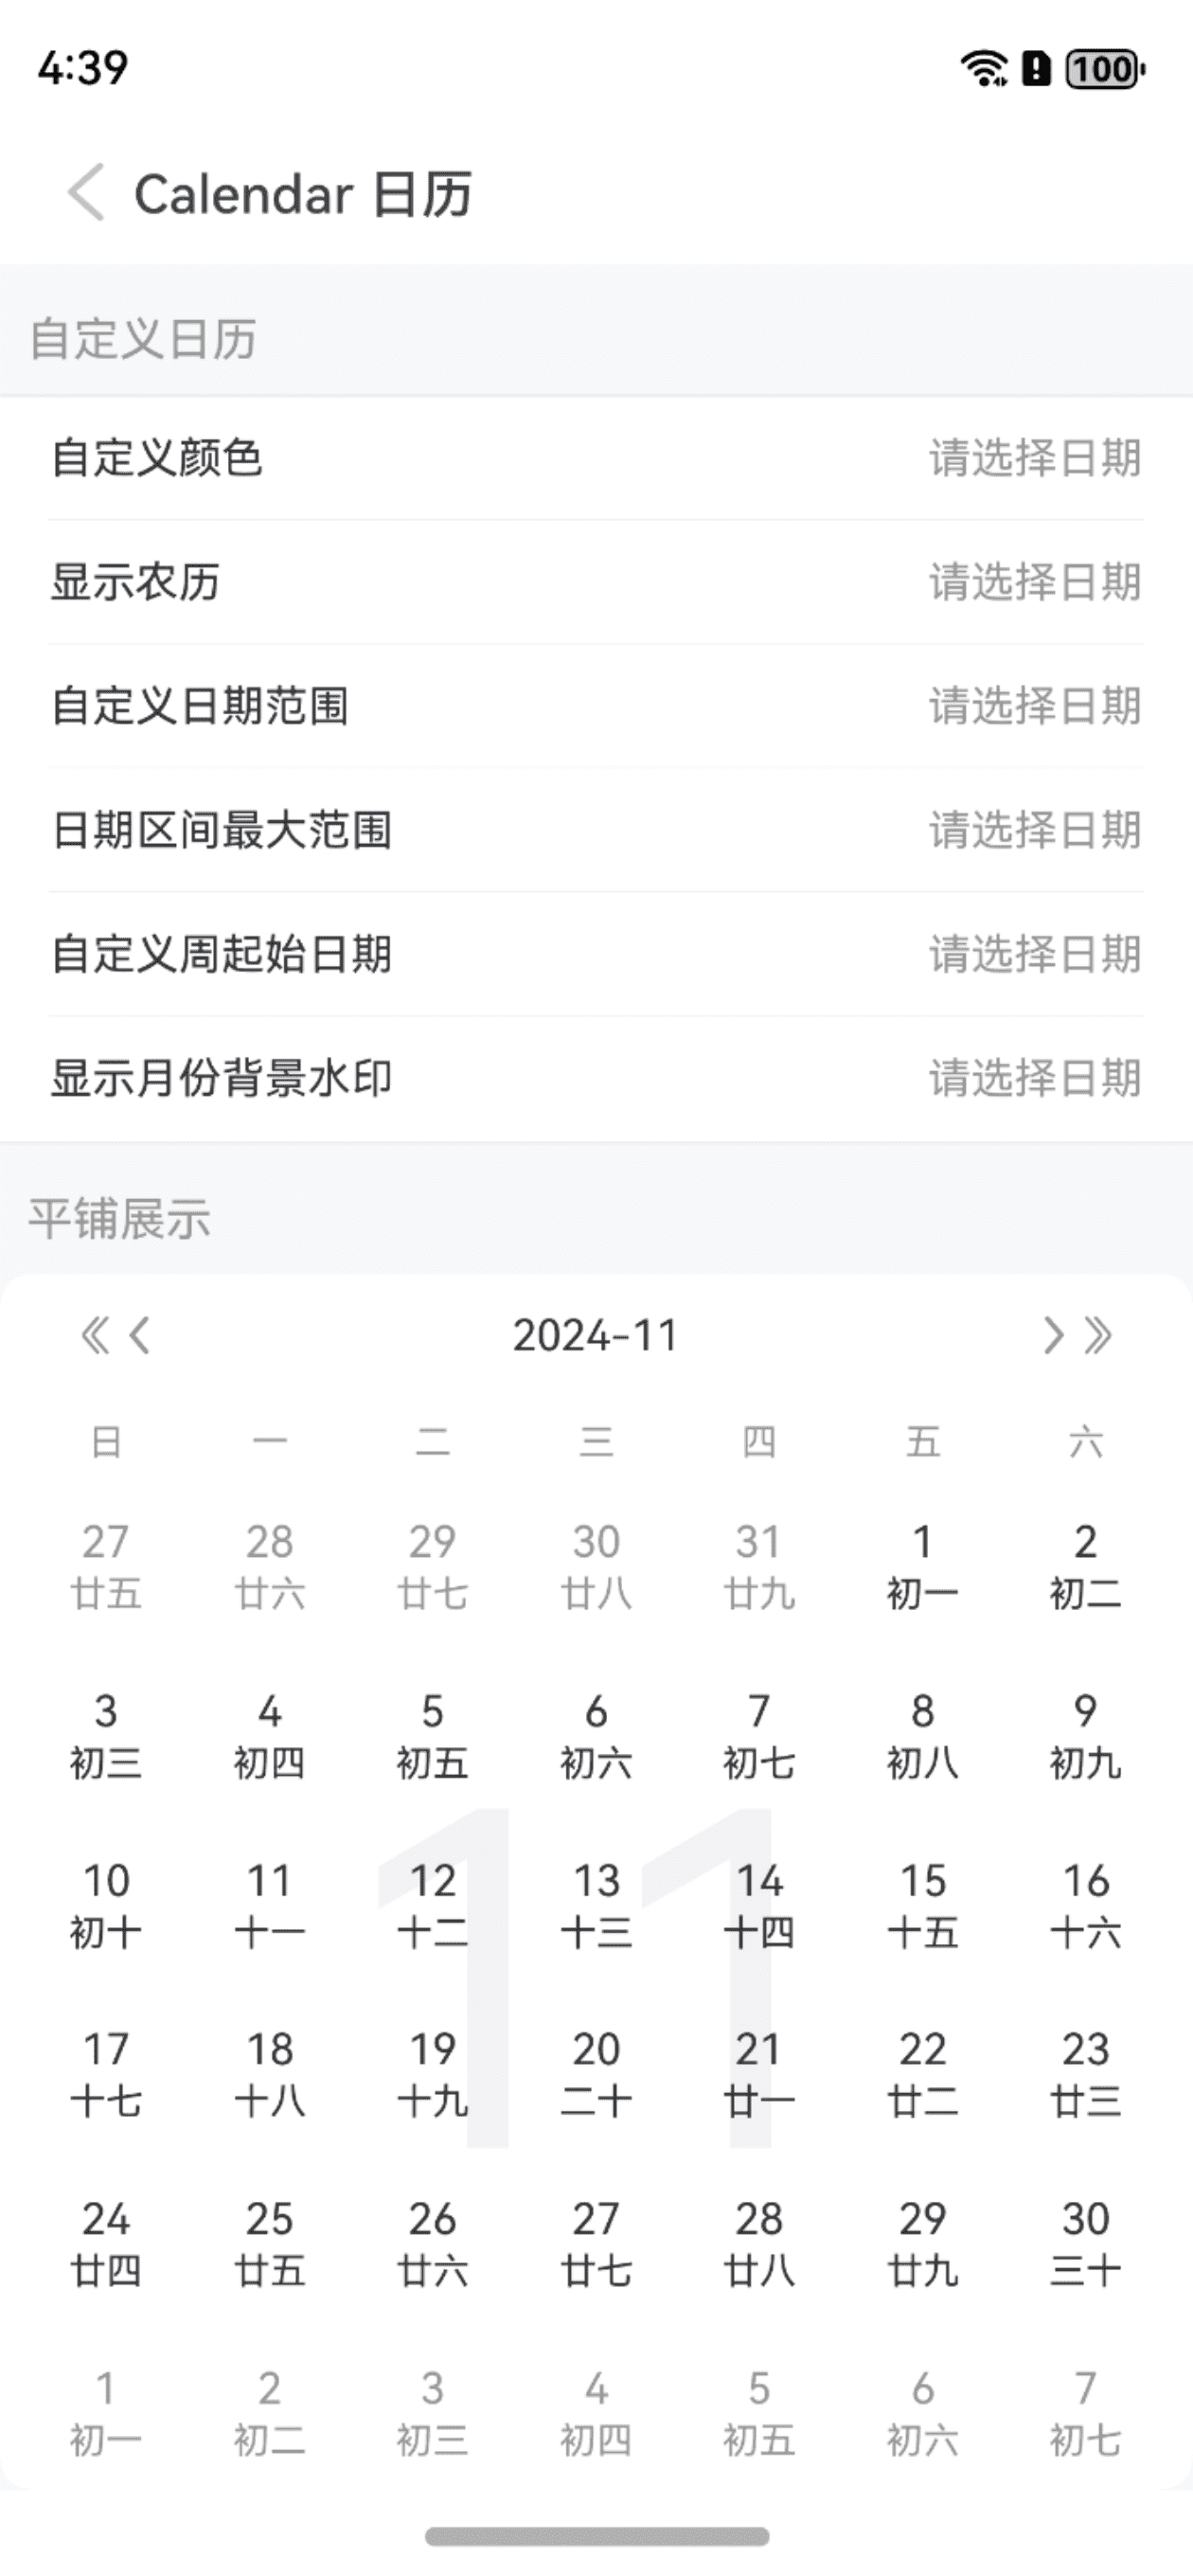 4:39
100
Calendar 日历
自定义日历
自定义颜色 请选择日期
显示农历 请选择日期
自定义日期范围 请选择日期
日期区间最大范围 请选择日期
自定义周起始日期 请选择日期
显示月份背景水印 请选择日期
平铺展示
2024-11
日 一 二 三 四 五 六
27 28 29 30 31 1 2
廿五 廿六 廿七 廿八 廿九 初一 初二
3 4 5 6 7 8 9
初三 初四 初五 初六 初七 初八 初九
11
10 11 12 13 14 15 16
初十 十一 十二 十三 十四 十五 十六
17 18 19 20 21 22 23
十七 十八 十九 二十 廿一 廿二 廿三
24 25 26 27 28 29 30
廿四 廿五 廿六 廿七 廿八 廿九 三十
1 2 3 4 5 6 7
初一 初二 初三 初四 初五 初六 初七